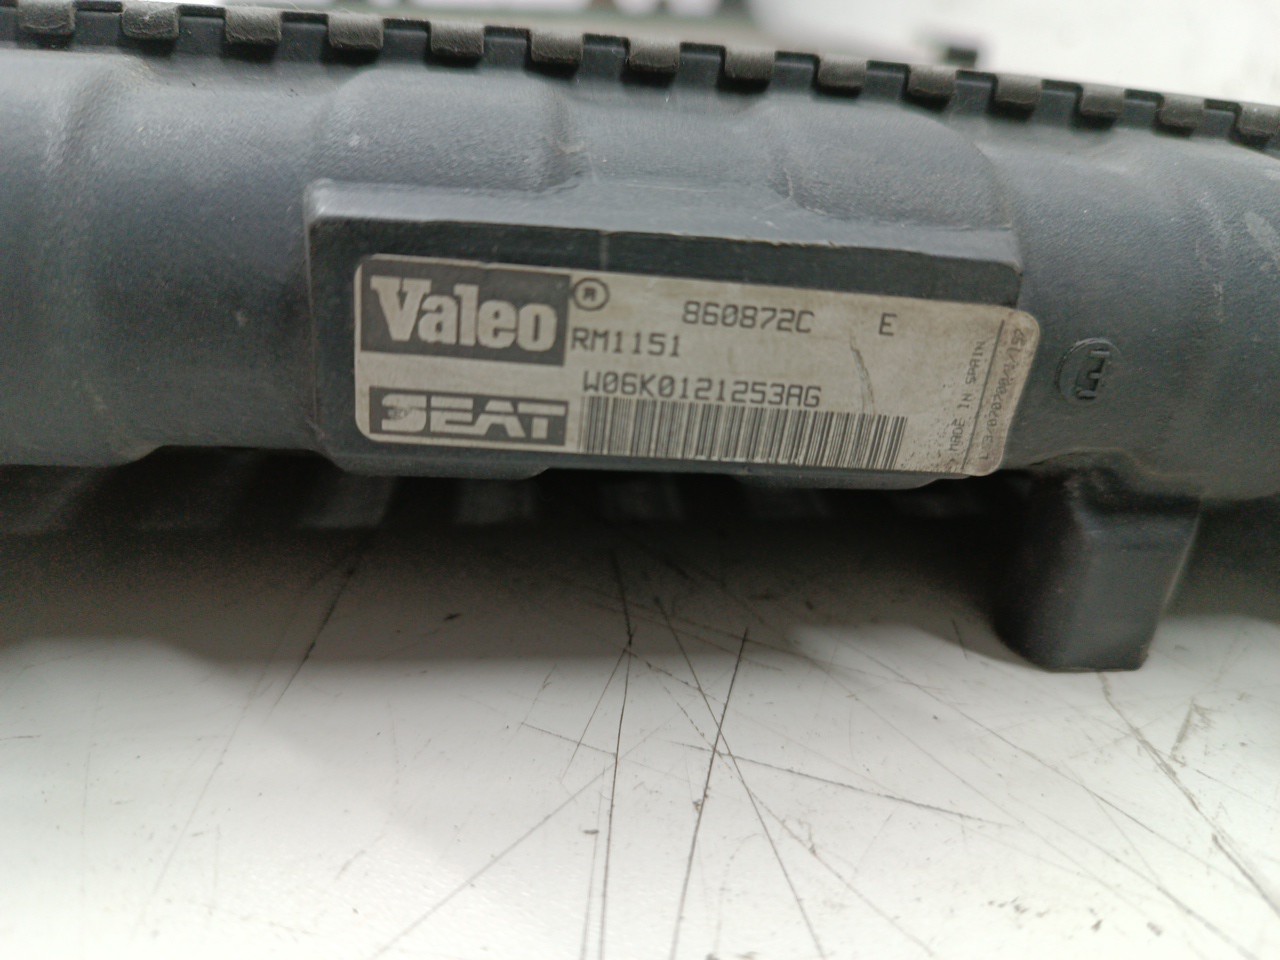 Valeo ®
860872C E
RM1151
W06K0121253AG
SEAT
MADE IN SPAIN